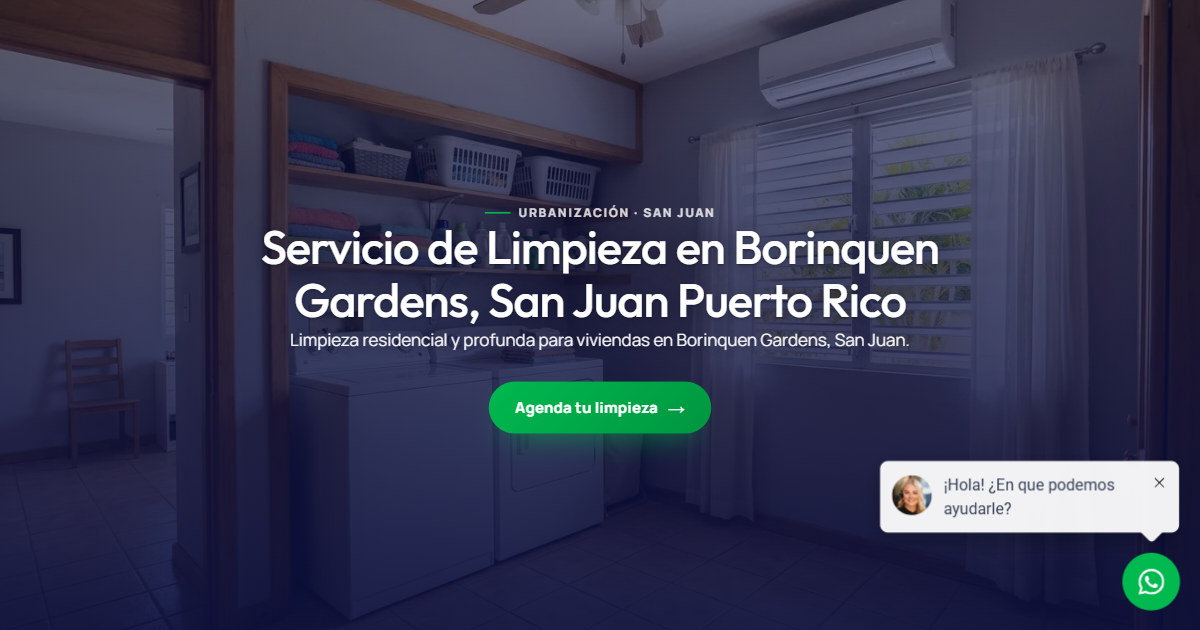 URBANIZACIÓN · SAN JUAN
Servicio de Limpieza en Borinquen
Gardens, San Juan Puerto Rico
Limpieza residencial y profunda para viviendas en Borinquen Gardens, San Juan.
Agenda tu limpieza →
¡Hola! ¿En que podemos
ayudarle?